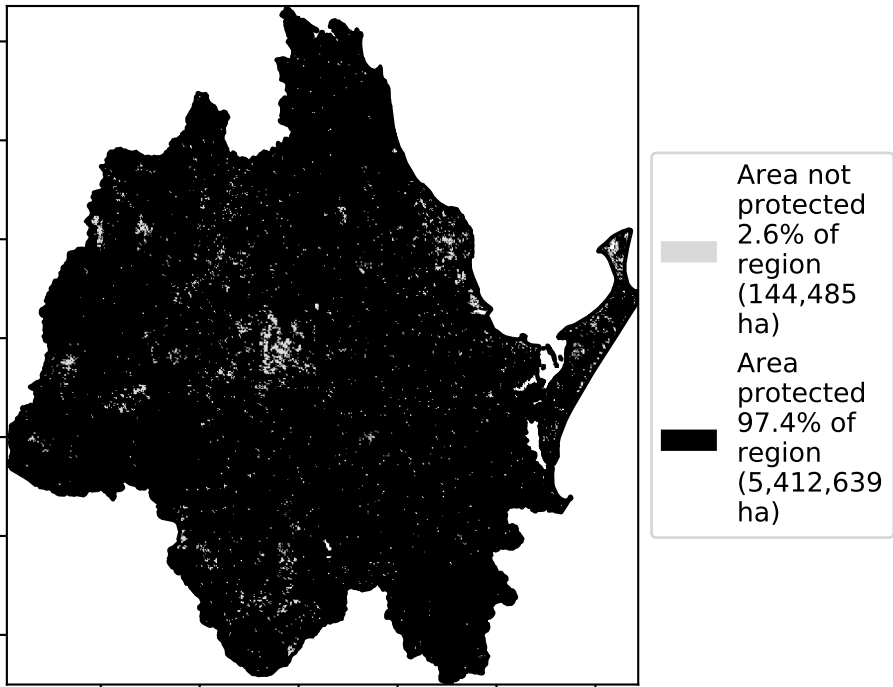 Area not
protected
2.6% of
region
(144,485
ha)
Area
protected
97.4% of
region
(5,412,639
ha)